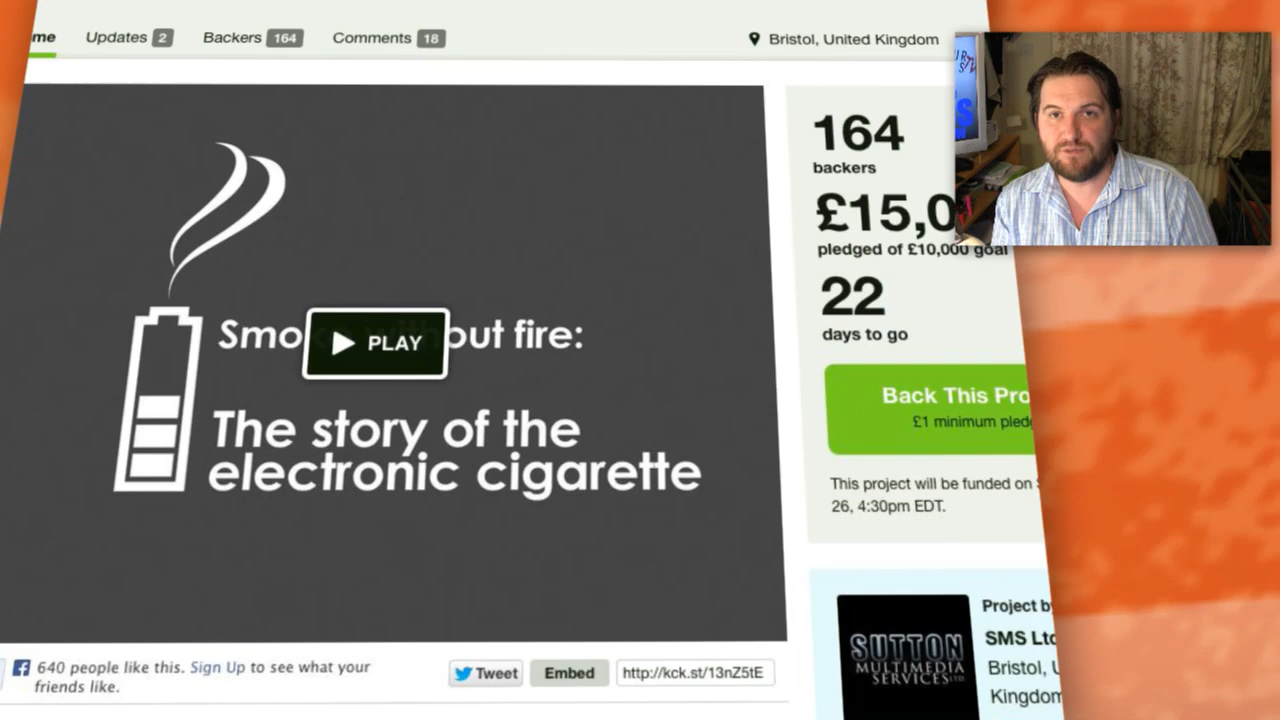 me Updates 2 Backers 164 Comments 18
Bristol, United Kingdom
164
backers
£15,0
pledged of £10,000 goal
22
days to go
Back This Pro
£1 minimum pled
This project will be funded on
26, 4:30pm EDT.
Smo out fire:
PLAY
The story of the
electronic cigarette
640 people like this. Sign Up to see what your
friends like.
Tweet Embed http://kck.st/13nZ5tE
Project by
SMS Ltd
Bristol, U
Kingdom
SUTTON
MULTIMEDIA
SERVICES LTD